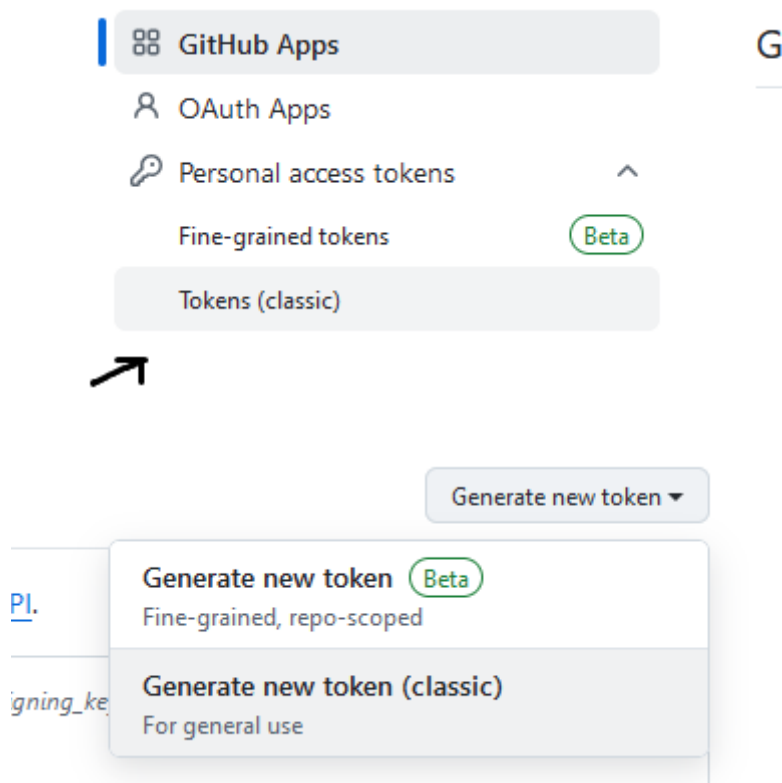 GitHub Apps
G
OAuth Apps
Personal access tokens
Fine-grained tokens Beta
Tokens (classic)
Generate new token
Generate new token Beta
Fine-grained, repo-scoped
PI.
Generate new token (classic)
igning_ke
For general use